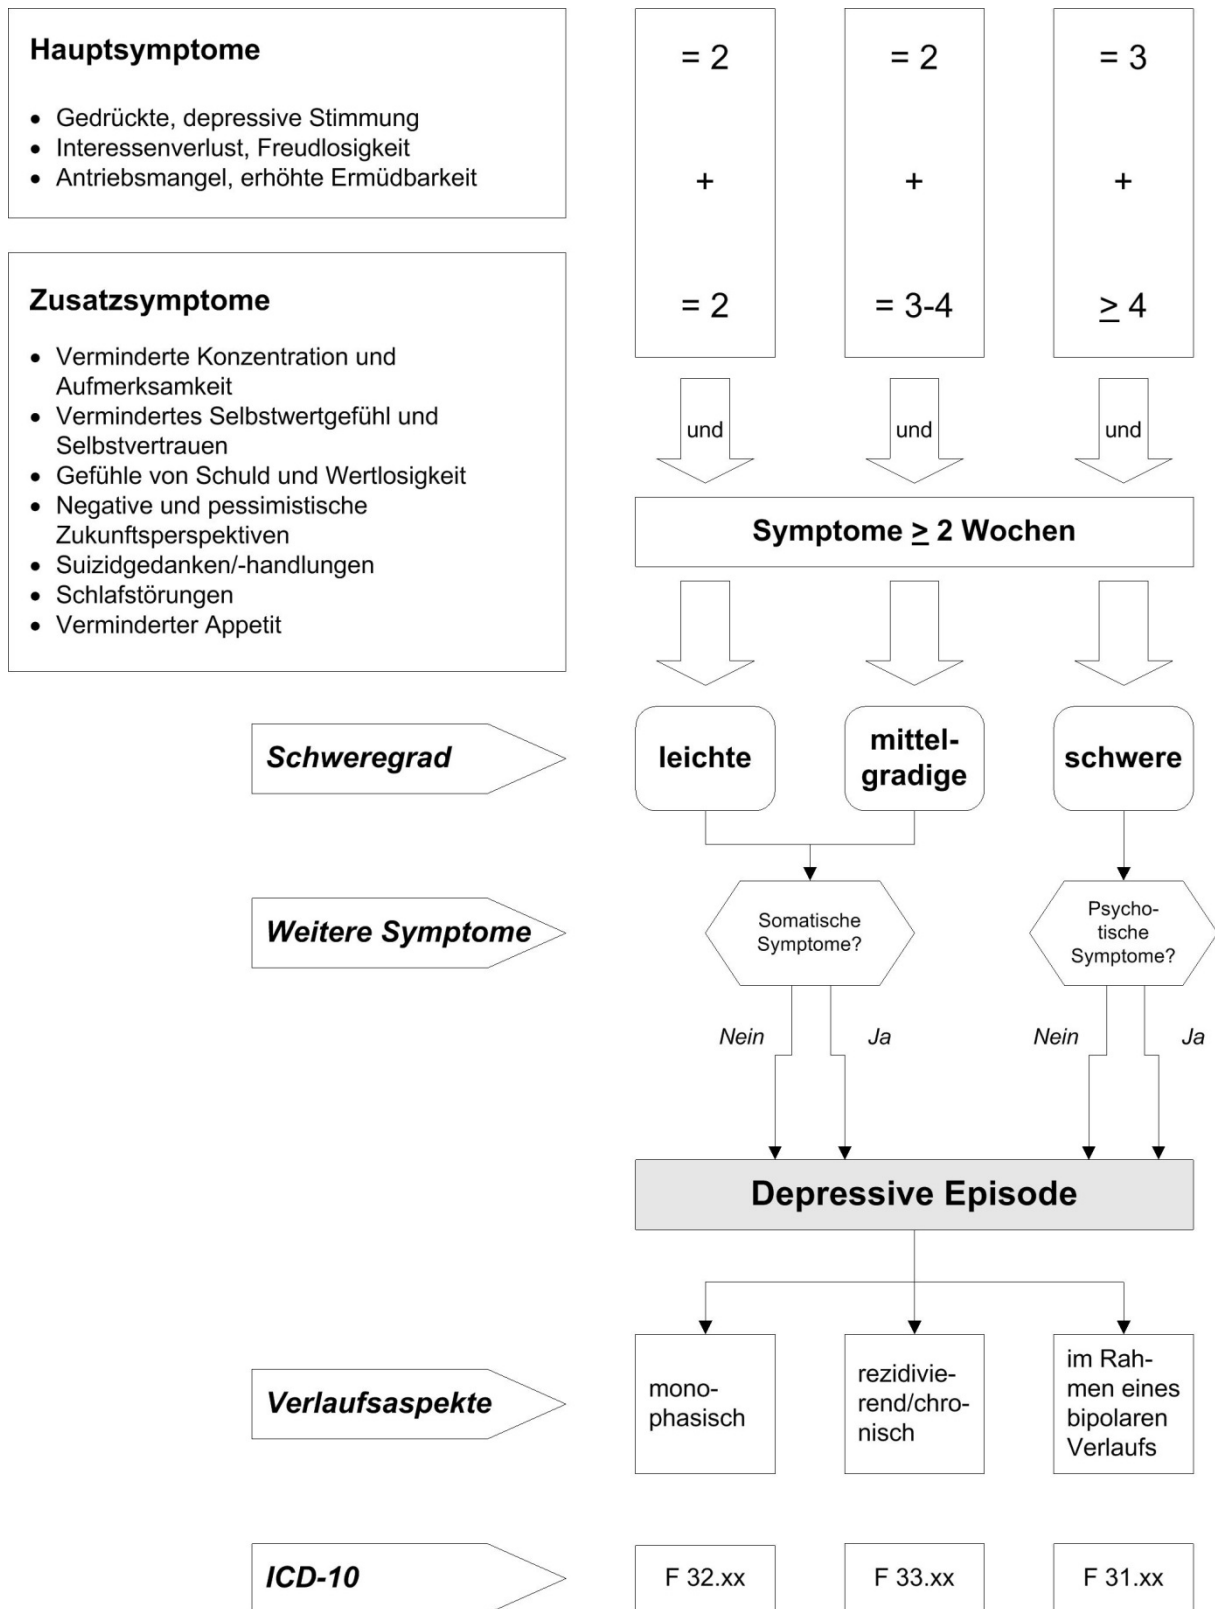 Hauptsymptome
• Gedrückte, depressive Stimmung
• Interessenverlust, Freudlosigkeit
• Antriebsmangel, erhöhte Ermüdbarkeit
= 2
= 2
= 3
+
+
+
Zusatzsymptome
• Verminderte Konzentration und
Aufmerksamkeit
• Vermindertes Selbstwertgefühl und
Selbstvertrauen
• Gefühle von Schuld und Wertlosigkeit
• Negative und pessimistische
Zukunftsperspektiven
• Suizidgedanken/-handlungen
• Schlafstörungen
• Verminderter Appetit
= 2
= 3-4
≥ 4
und
und
und
Symptome ≥ 2 Wochen
Schweregrad
leichte
mittel-
gradige
schwere
Weitere Symptome
Somatische
Symptome?
Psycho-
tische
Symptome?
Nein
Ja
Nein
Ja
Depressive Episode
Verlaufsaspekte
mono-
phasisch
rezidivie-
rend/chro-
nisch
im Rah-
men eines
bipolaren
Verlaufs
ICD-10
F 32.xx
F 33.xx
F 31.xx